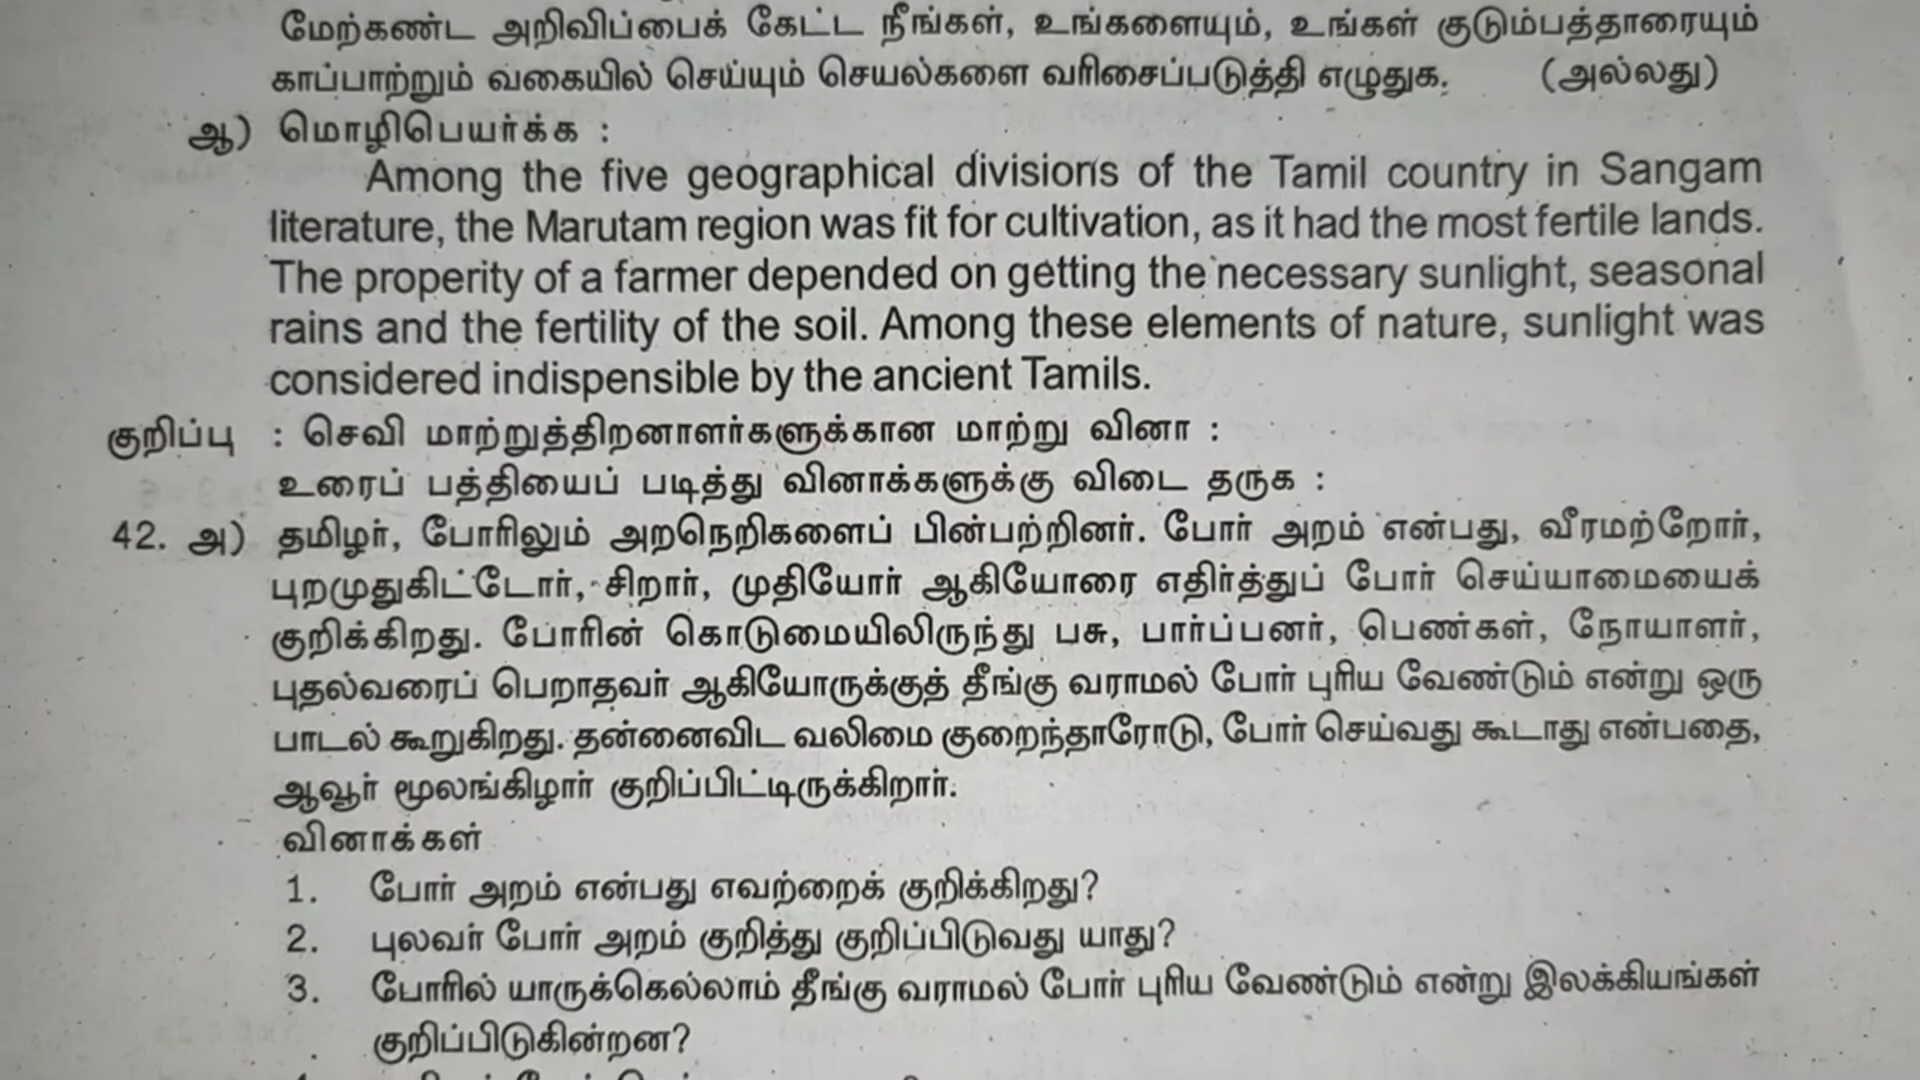 மேற்கண்ட அறிவிப்பைக் கேட்ட நீங்கள், உங்களையும், உங்கள் குடும்பத்தாரையும்
காப்பாற்றும் வகையில் செய்யும் செயல்களை வரிசைப்படுத்தி எழுதுக. (அல்லது)
ஆ) மொழிபெயர்க்க :
Among the five geographical divisions of the Tamil country in Sangam
literature, the Marutam region was fit for cultivation, as it had the most fertile lands.
The properity of a farmer depended on getting the necessary sunlight, seasonal
rains and the fertility of the soil. Among these elements of nature, sunlight was
considered indispensible by the ancient Tamils.
குறிப்பு : செவி மாற்றுத்திறனாளர்களுக்கான மாற்று வினா :
உரைப் பத்தியைப் படித்து வினாக்களுக்கு விடை தருக :
42. அ) தமிழர், போரிலும் அறநெறிகளைப் பின்பற்றினர். போர் அறம் என்பது, வீரமற்றோர்,
புறமுதுகிட்டோர், சிறார், முதியோர் ஆகியோரை எதிர்த்துப் போர் செய்யாமையைக்
குறிக்கிறது. போரின் கொடுமையிலிருந்து பசு, பார்ப்பனர், பெண்கள், நோயாளர்,
புதல்வரைப் பெறாதவர் ஆகியோருக்குத் தீங்கு வராமல் போர் புரிய வேண்டும் என்று ஒரு
பாடல் கூறுகிறது. தன்னைவிட வலிமை குறைந்தாரோடு, போர் செய்வது கூடாது என்பதை,
ஆவூர் மூலங்கிழார் குறிப்பிட்டிருக்கிறார்.
வினாக்கள்
1. போர் அறம் என்பது எவற்றைக் குறிக்கிறது?
2. புலவர் போர் அறம் குறித்து குறிப்பிடுவது யாது?
3. போரில் யாருக்கெல்லாம் தீங்கு வராமல் போர் புரிய வேண்டும் என்று இலக்கியங்கள்
குறிப்பிடுகின்றன?